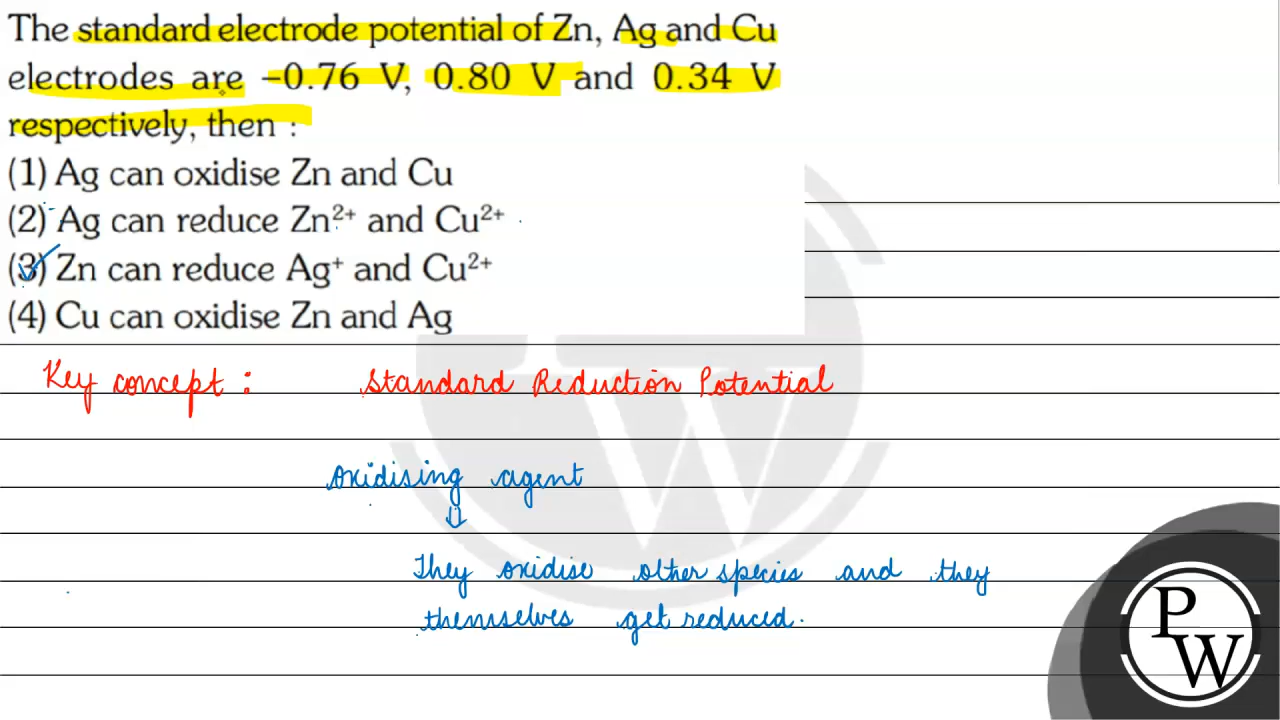 The standard electrode potential of Zn, Ag and Cu
electrodes are −0.76 V, 0.80 V and 0.34 V
respectively, then :
(1) Ag can oxidise Zn and Cu
(2) Ag can reduce Zn²⁺ and Cu²⁺
(3) Zn can reduce Ag⁺ and Cu²⁺
(4) Cu can oxidise Zn and Ag
Key concept : Standard Reduction Potential
Oxidising agent
⇓
They oxidise other species and they
themselves get reduced.
P
W